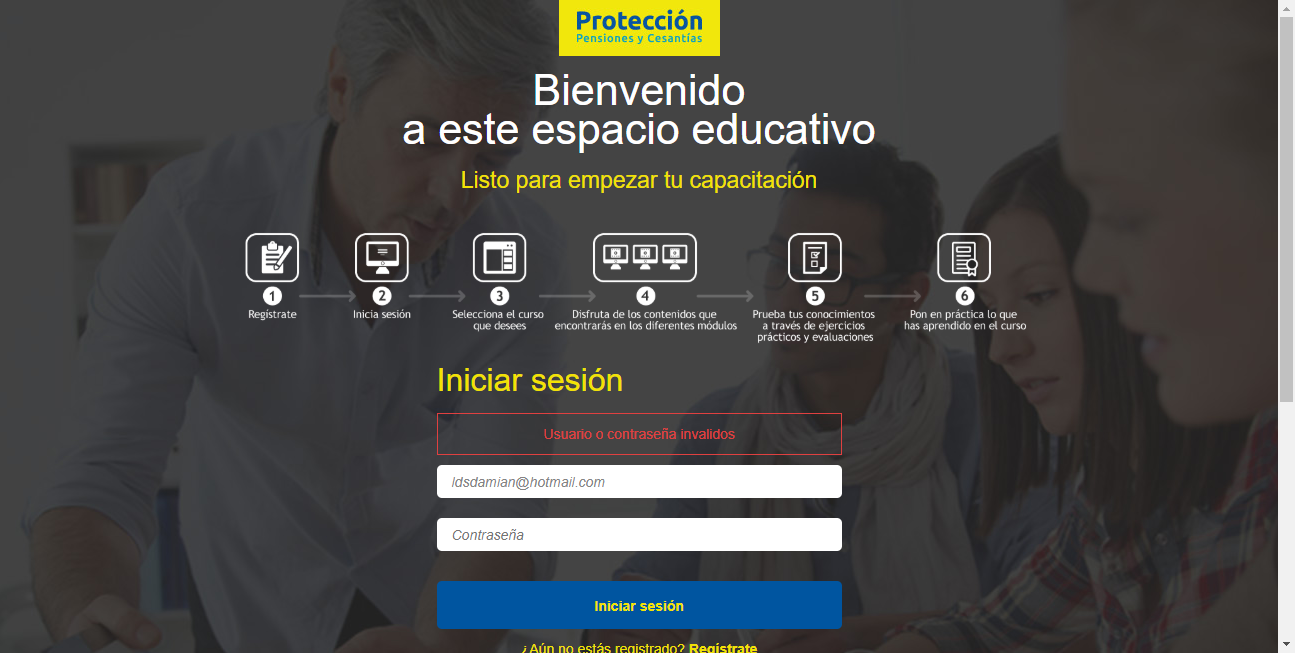 Protección
Pensiones y Cesantías
Bienvenido
a este espacio educativo
Listo para empezar tu capacitación
1
Regístrate
2
Inicia sesión
3
Selecciona el curso
que desees
4
Disfruta de los contenidos que
encontrarás en los diferentes módulos
5
Prueba tus conocimientos
a través de ejercicios
prácticos y evaluaciones
6
Pon en práctica lo que
has aprendido en el curso
Iniciar sesión
Usuario o contraseña invalidos
ldsdamian@hotmail.com
Contraseña
Iniciar sesión
¿Aún no estás registrado? Regístrate